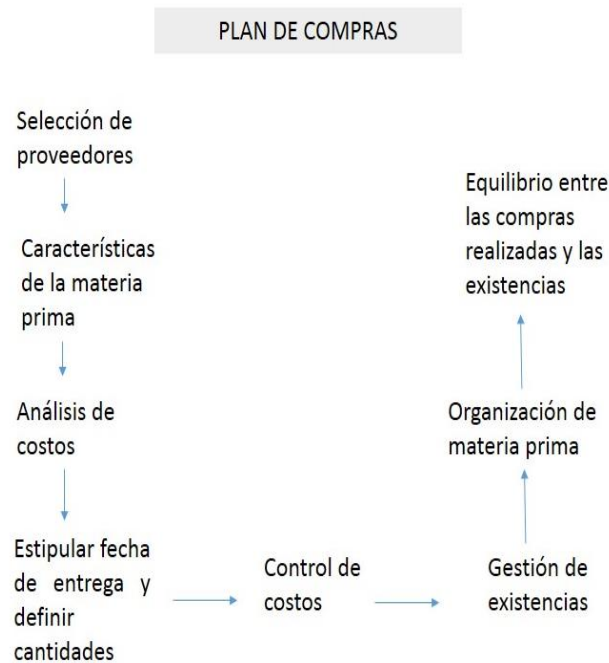 PLAN DE COMPRAS
Selección de
proveedores
Características
de la materia
prima
Análisis de
costos
Estipular fecha
de entrega y
definir
cantidades
Control de
costos
Gestión de
existencias
Organización de
materia prima
Equilibrio entre
las compras
realizadas y las
existencias